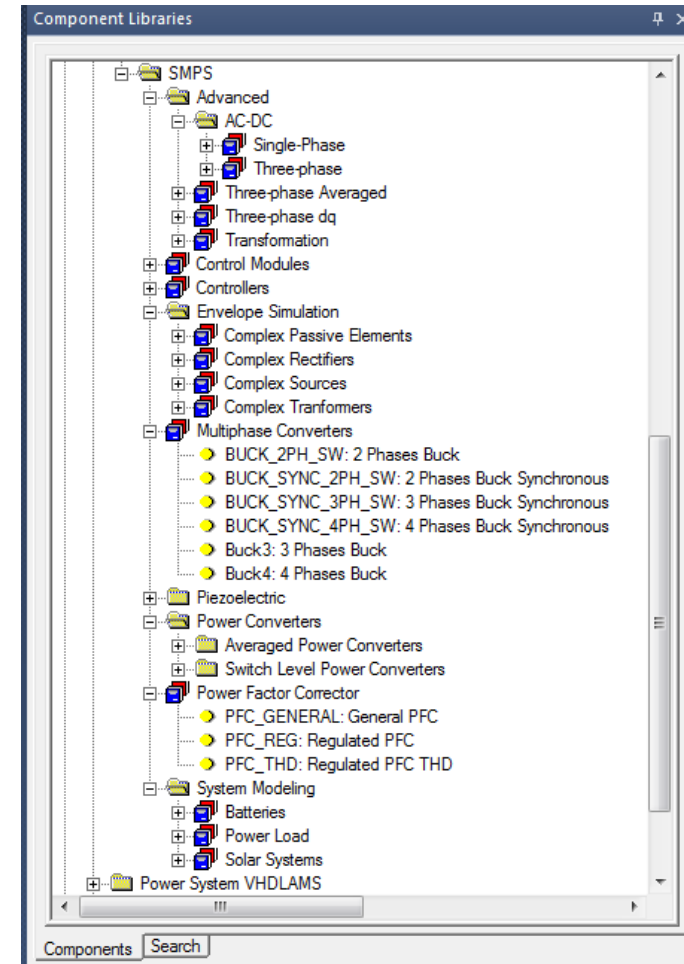 Component Libraries
SMPS
Advanced
AC-DC
Single-Phase
Three-phase
Three-phase Averaged
Three-phase dq
Transformation
Control Modules
Controllers
Envelope Simulation
Complex Passive Elements
Complex Rectifiers
Complex Sources
Complex Tranformers
Multiphase Converters
BUCK_2PH_SW: 2 Phases Buck
BUCK_SYNC_2PH_SW: 2 Phases Buck Synchronous
BUCK_SYNC_3PH_SW: 3 Phases Buck Synchronous
BUCK_SYNC_4PH_SW: 4 Phases Buck Synchronous
Buck3: 3 Phases Buck
Buck4: 4 Phases Buck
Piezoelectric
Power Converters
Averaged Power Converters
Switch Level Power Converters
Power Factor Corrector
PFC_GENERAL: General PFC
PFC_REG: Regulated PFC
PFC_THD: Regulated PFC THD
System Modeling
Batteries
Power Load
Solar Systems
Power System VHDLAMS
Components Search